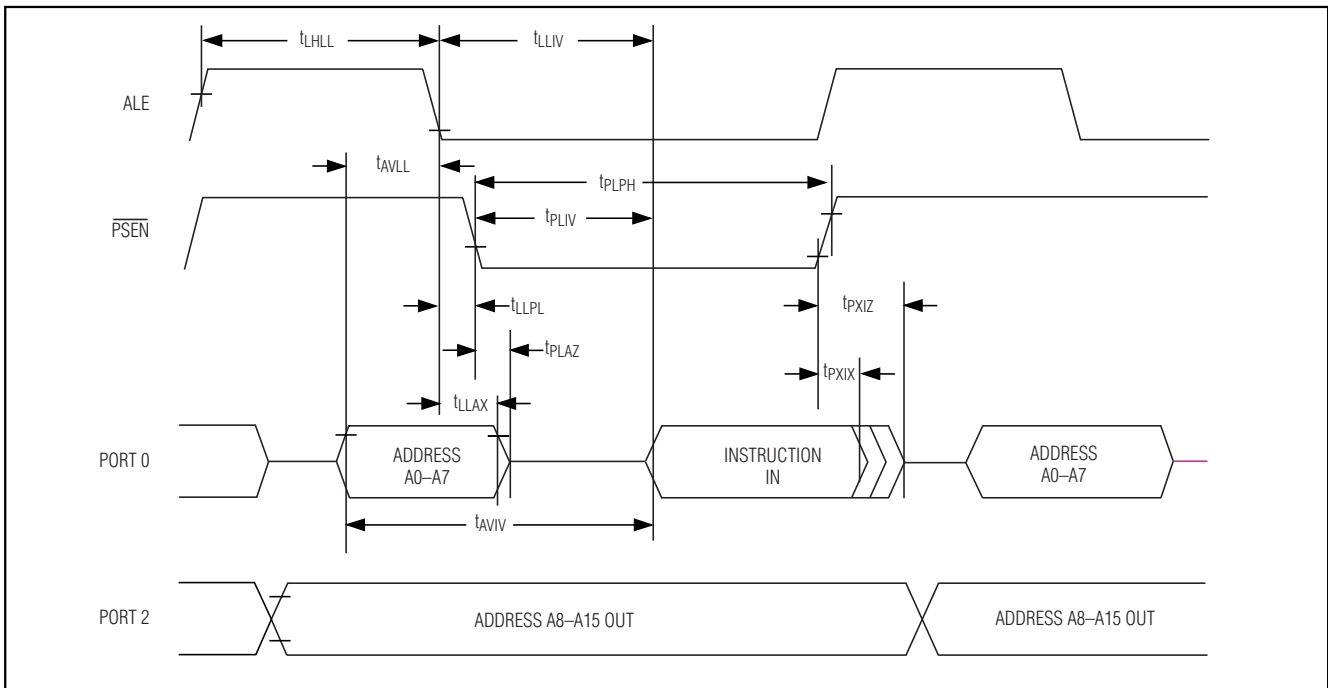 tLHLL
tLLIV
ALE
tAVLL
tPLPH
PSEN
tPLIV
tLLPL
tPXIZ
tPLAZ
tPXIX
tLLAX
PORT 0
ADDRESS
A0–A7
INSTRUCTION
IN
ADDRESS
A0–A7
tAVIV
PORT 2
ADDRESS A8–A15 OUT
ADDRESS A8–A15 OUT